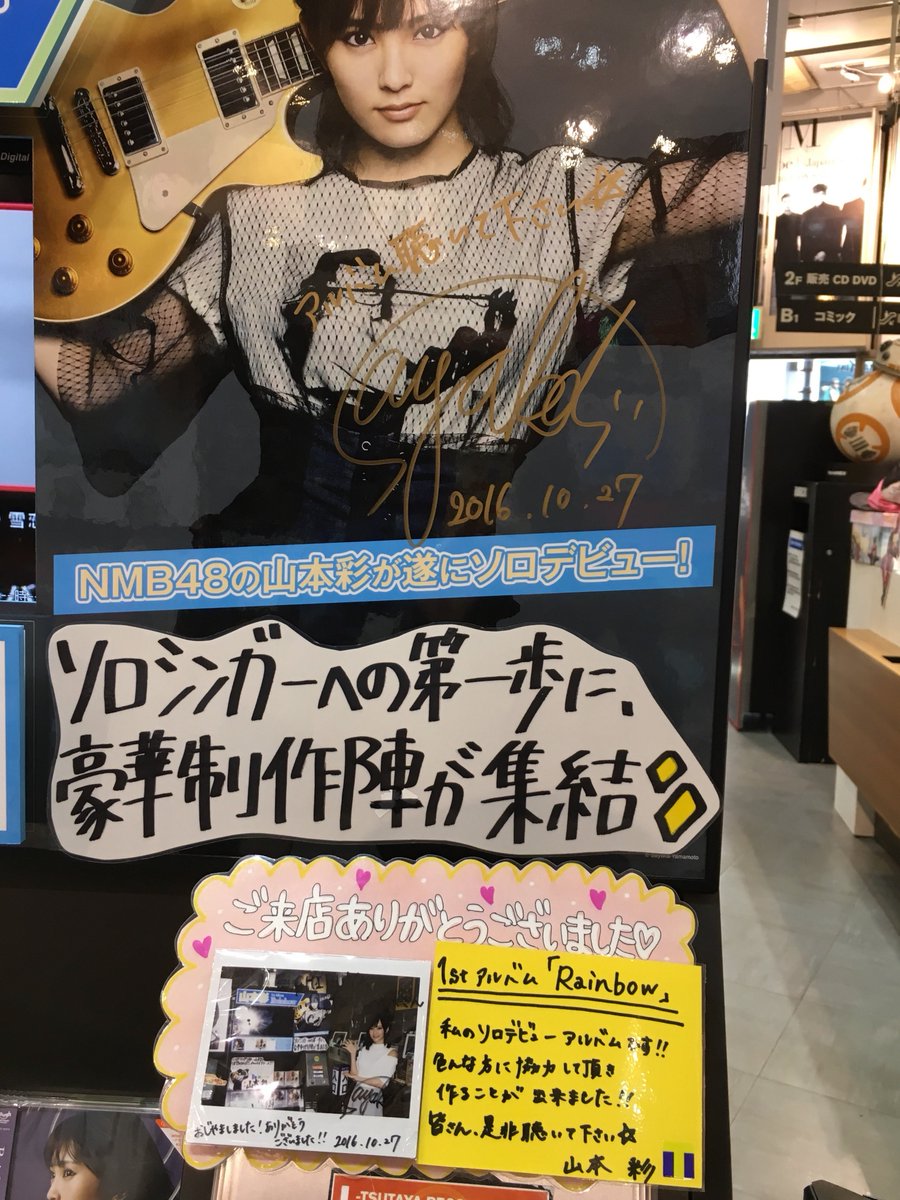 Digital
アルバム聴いて下さい☆
2016.10.27
2F 販売 CD DVD
B1 コミック
NMB48の山本彩が遂にソロデビュー!
ソロシンガーへの第一歩に、
豪華制作陣が集結
© Sayaka Yamamoto
ご来店ありがとうございました♡
1stアルバム「Rainbow」
私のソロデビューアルバムです!!
色んな方に協力して頂き
作ることが出来ました!!
皆さん、是非聴いて下さい☆
山本 彩
おじゃましました!ありがとう
ございました!! 2016.10.27